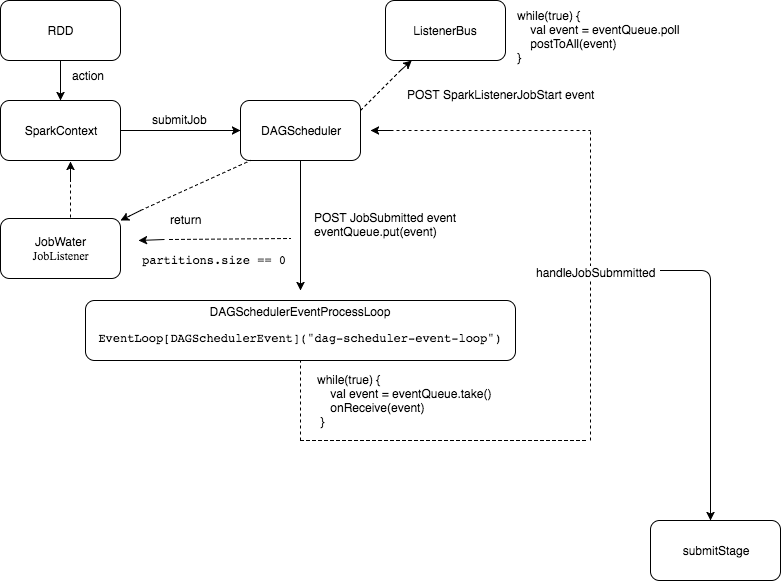 RDD
ListenerBus
while(true) {
val event = eventQueue.poll
postToAll(event)
}
action
POST SparkListenerJobStart event
SparkContext
submitJob
DAGScheduler
return
POST JobSubmitted event
eventQueue.put(event)
JobWater
JobListener
partitions.size == 0
handleJobSubmmitted
DAGSchedulerEventProcessLoop
EventLoop[DAGSchedulerEvent]("dag-scheduler-event-loop")
while(true) {
val event = eventQueue.take()
onReceive(event)
}
submitStage